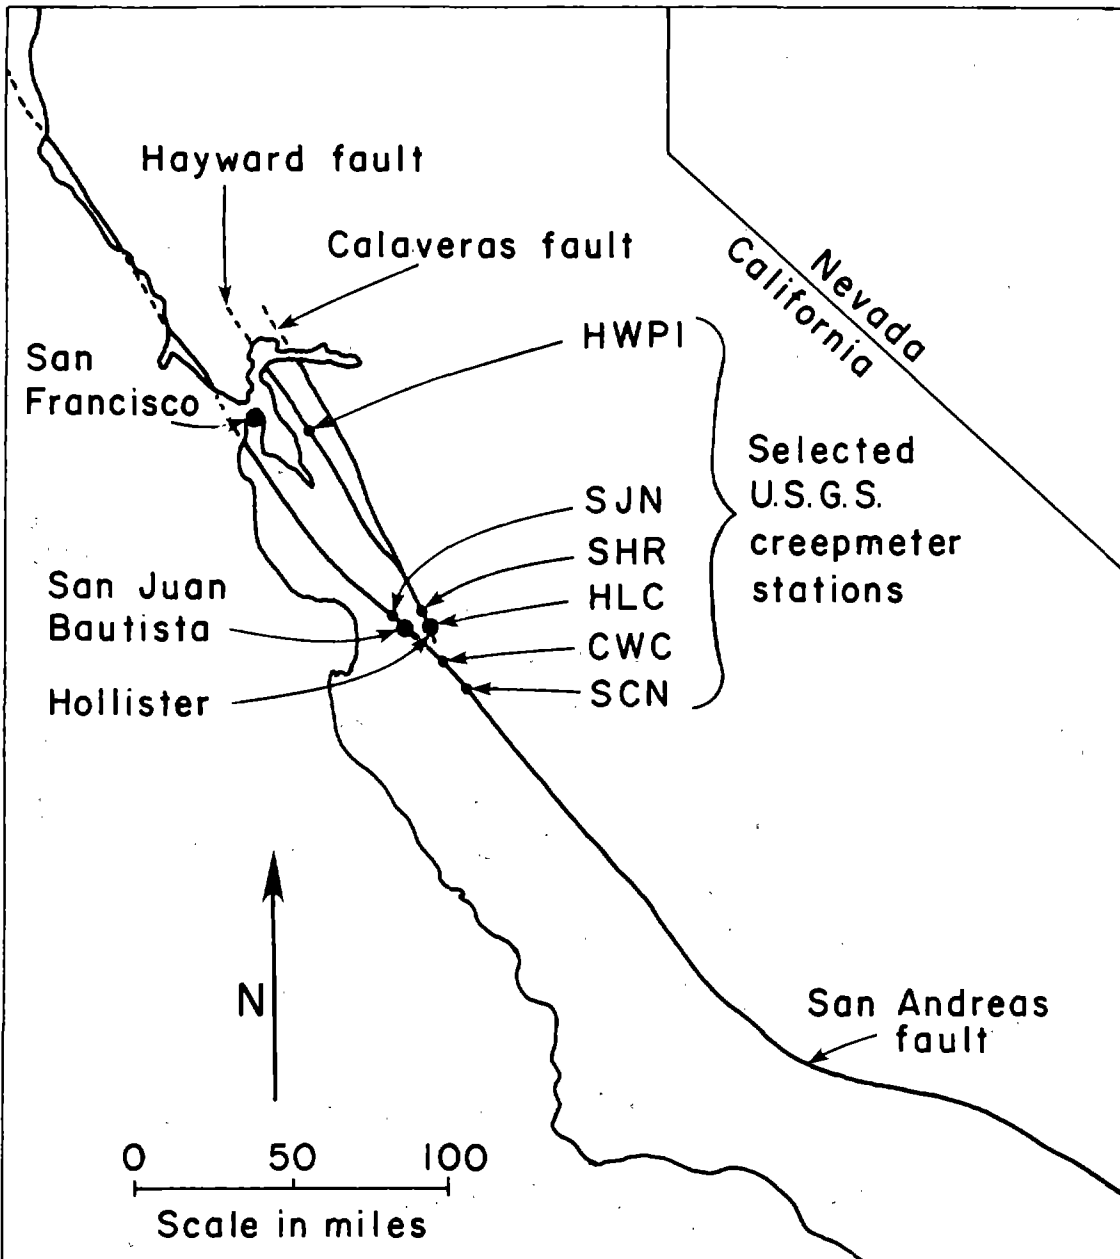 Hayward fault
Calaveras fault
Nevada
California
HWPI
San
Francisco
Selected
U.S.G.S.
creepmeter
stations
SJN
SHR
HLC
CWC
SCN
San Juan
Bautista
Hollister
N
San Andreas
fault
0 50 100
Scale in miles